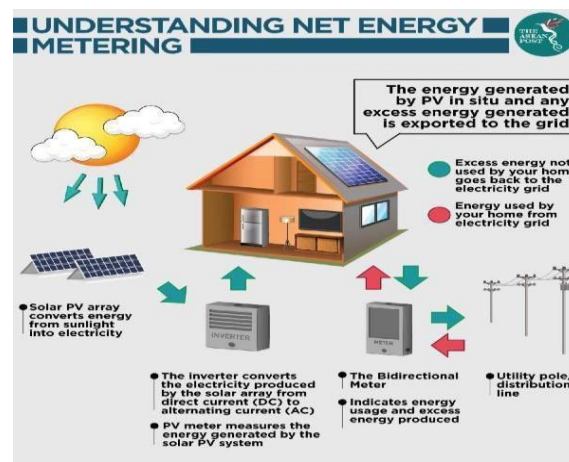 UNDERSTANDING NET ENERGY
METERING
THE
ASEAN
POST
The energy generated
by PV in situ and any
excess energy generated
is exported to the grid
Excess energy not
used by your home
goes back to the
electricity grid
Energy used by
your home from
electricity grid
Solar PV array
converts energy
from sunlight
into electricity
INVERTER
METER
The inverter converts
the electricity produced
by the solar array from
direct current (DC) to
alternating current (AC)
PV meter measures the
energy generated by the
solar PV system
The Bidirectional
Meter
Indicates energy
usage and excess
energy produced
Utility pole,
distribution
line